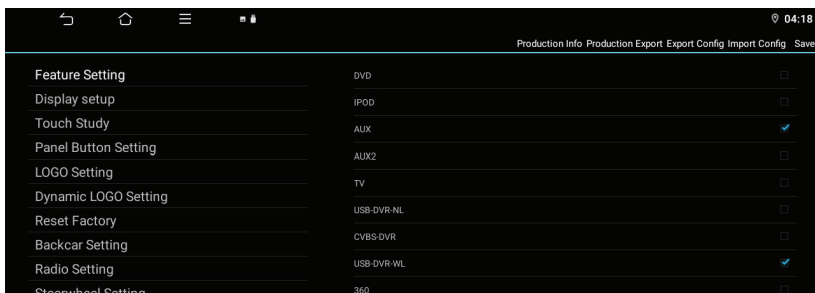 04:18
Production Info Production Export Export Config Import Config Save
Feature Setting
Display setup
Touch Study
Panel Button Setting
LOGO Setting
Dynamic LOGO Setting
Reset Factory
Backcar Setting
Radio Setting
Steerwheel Setting
DVD
IPOD
AUX
AUX2
TV
USB-DVR-NL
CVBS-DVR
USB-DVR-WL
360